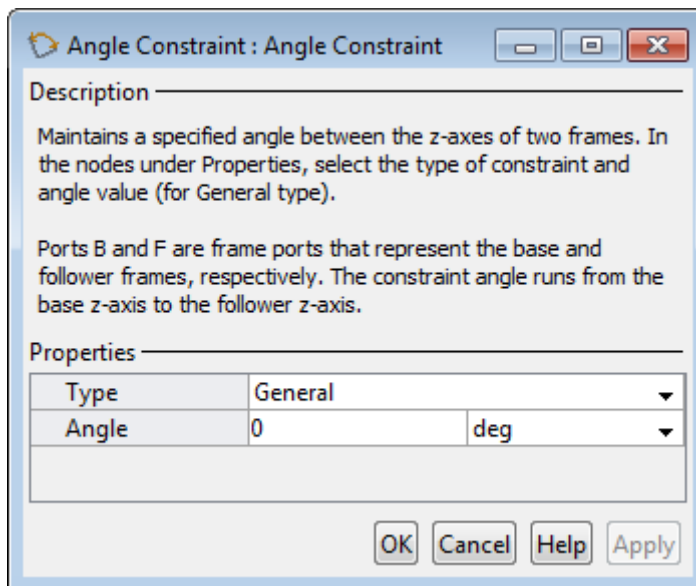 Angle Constraint : Angle Constraint
Description
Maintains a specified angle between the z-axes of two frames. In
the nodes under Properties, select the type of constraint and
angle value (for General type).
Ports B and F are frame ports that represent the base and
follower frames, respectively. The constraint angle runs from the
base z-axis to the follower z-axis.
Properties
Type General
Angle 0 deg
OK Cancel Help Apply